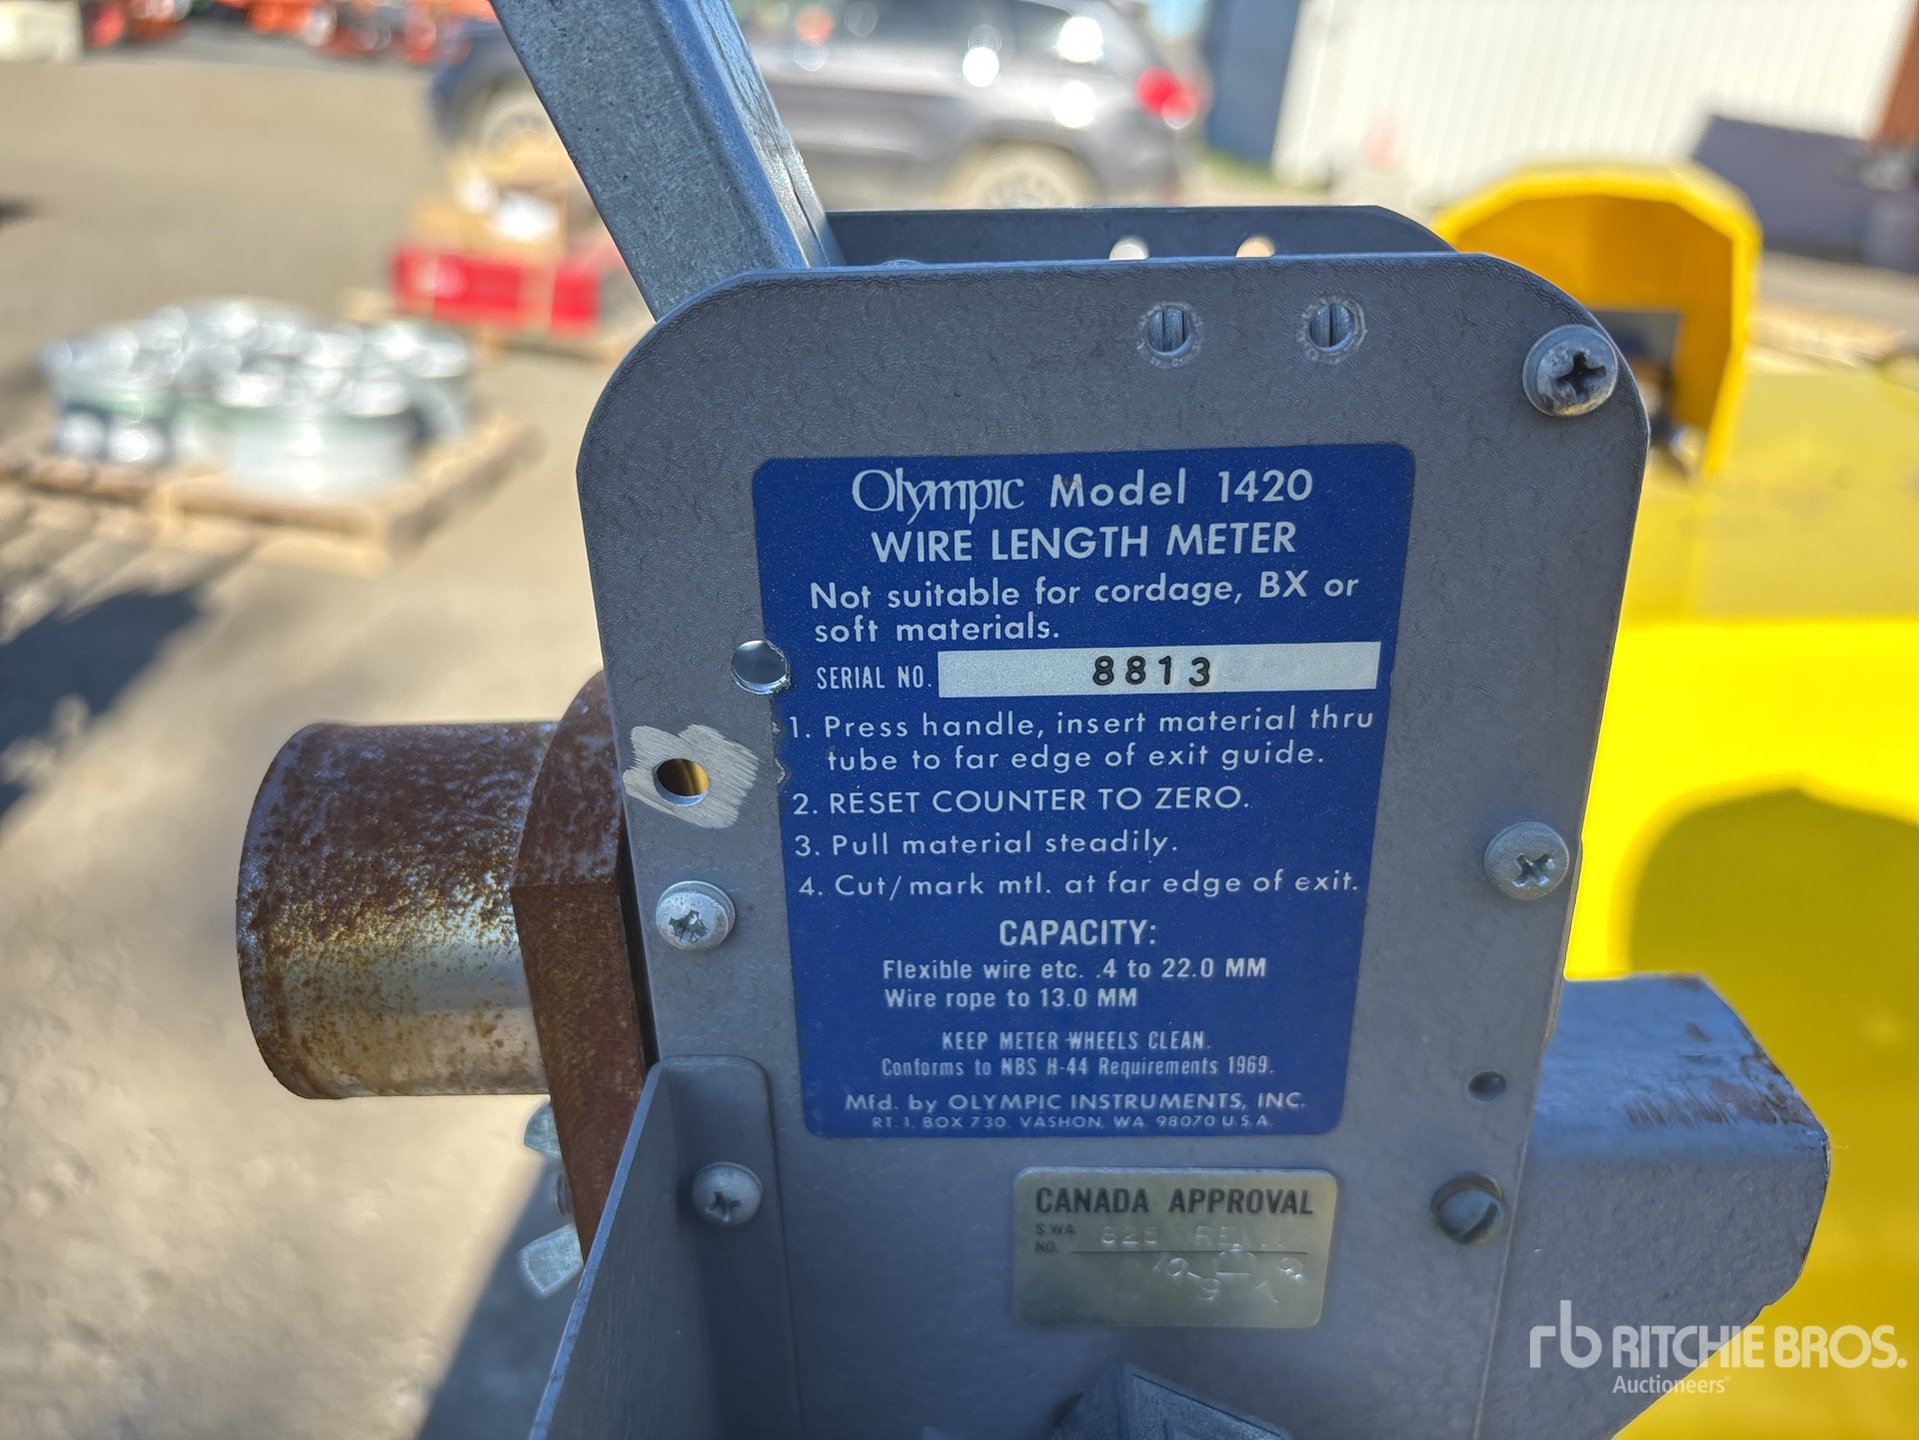 Olympic Model 1420
WIRE LENGTH METER
Not suitable for cordage, BX or
soft materials.
SERIAL NO. 8813
1. Press handle, insert material thru
tube to far edge of exit guide.
2. RESET COUNTER TO ZERO.
3. Pull material steadily.
4. Cut/mark mtl. at far edge of exit.
CAPACITY:
Flexible wire etc. .4 to 22.0 MM
Wire rope to 13.0 MM
KEEP METER WHEELS CLEAN.
Conforms to NBS H-44 Requirements 1969.
Mfd. by OLYMPIC INSTRUMENTS, INC.
RT. 1, BOX 730, VASHON, WA. 98070 U.S.A.
CANADA APPROVAL
S.WA
NO.
rb RITCHIE BROS.
Auctioneers